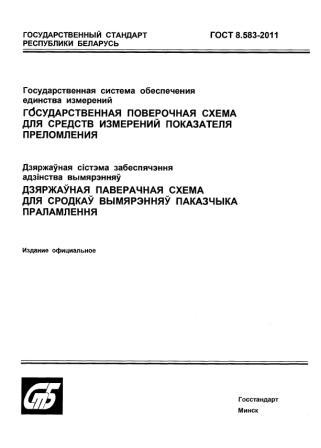 ГОСУДАРСТВЕННЫЙ СТАНДАРТ
РЕСПУБЛИКИ БЕЛАРУСЬ
ГОСТ 8.583-2011
Государственная система обеспечения
единства измерений
ГОСУДАРСТВЕННАЯ ПОВЕРОЧНАЯ СХЕМА
ДЛЯ СРЕДСТВ ИЗМЕРЕНИЙ ПОКАЗАТЕЛЯ
ПРЕЛОМЛЕНИЯ
Дзяржаўная сістэма забеспячэння
адзінства вымярэнняў
ДЗЯРЖАЎНАЯ ПАВЕРАЧНАЯ СХЕМА
ДЛЯ СРОДКАЎ ВЫМЯРЭННЯЎ ПАКАЗЧЫКА
ПРАЛАМЛЕННЯ
Издание официальное
СТБ
Госстандарт
Минск